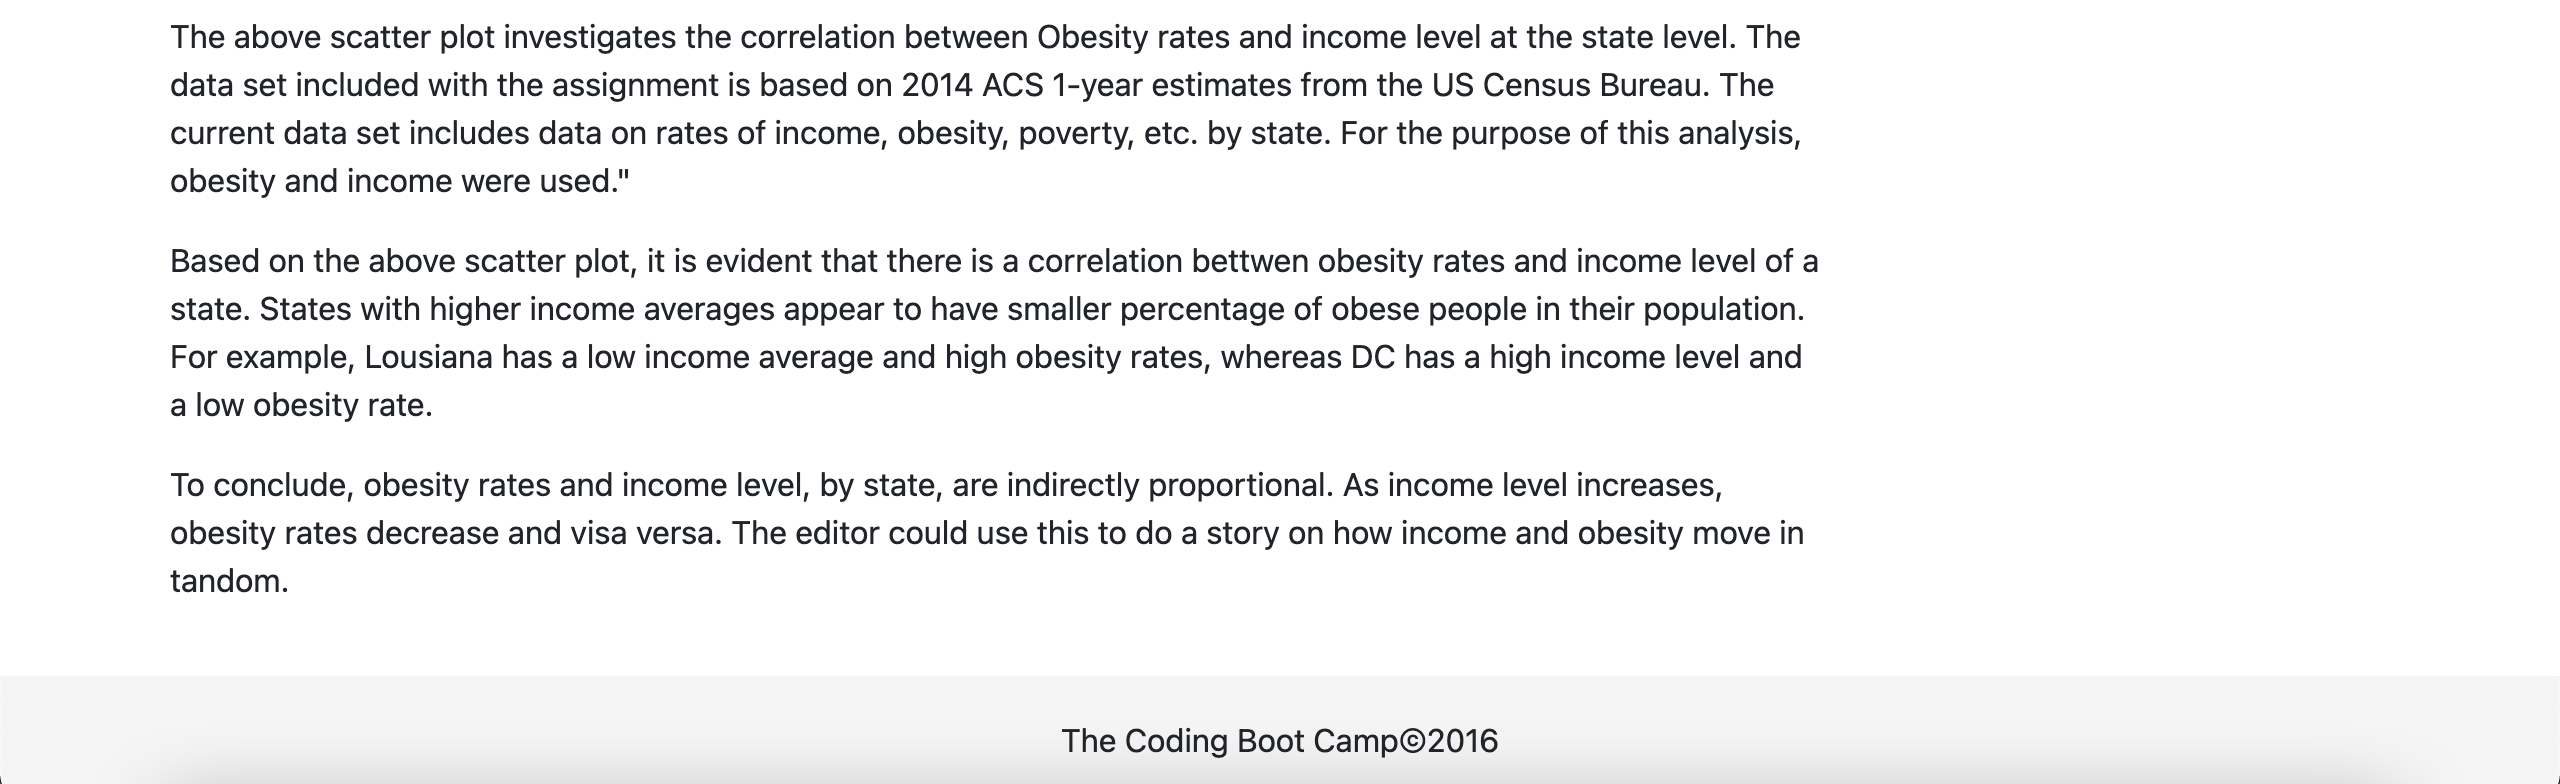 The above scatter plot investigates the correlation between Obesity rates and income level at the state level. The
data set included with the assignment is based on 2014 ACS 1-year estimates from the US Census Bureau. The
current data set includes data on rates of income, obesity, poverty, etc. by state. For the purpose of this analysis,
obesity and income were used."
Based on the above scatter plot, it is evident that there is a correlation bettwen obesity rates and income level of a
state. States with higher income averages appear to have smaller percentage of obese people in their population.
For example, Lousiana has a low income average and high obesity rates, whereas DC has a high income level and
a low obesity rate.
To conclude, obesity rates and income level, by state, are indirectly proportional. As income level increases,
obesity rates decrease and visa versa. The editor could use this to do a story on how income and obesity move in
tandom.
The Coding Boot Camp©2016